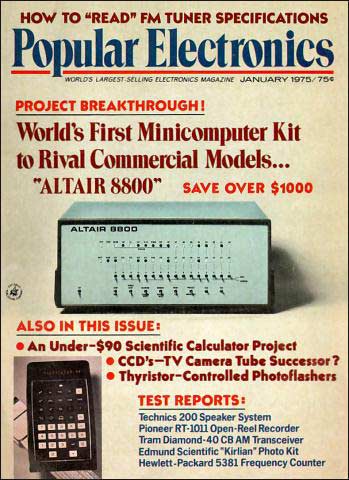 HOW TO “READ” FM TUNER SPECIFICATIONS
Popular Electronics
WORLD'S LARGEST-SELLING ELECTRONICS MAGAZINE JANUARY 1975/75¢
PROJECT BREAKTHROUGH!
World's First Minicomputer Kit
to Rival Commercial Models...
”ALTAIR 8800” SAVE OVER $1000
ALTAIR 8800
ALSO IN THIS ISSUE:
● An Under-$90 Scientific Calculator Project
● CCD's—TV Camera Tube Successor?
● Thyristor-Controlled Photoflashers
TEST REPORTS:
Technics 200 Speaker System
Pioneer RT-1011 Open-Reel Recorder
Tram Diamond-40 CB AM Transceiver
Edmund Scientific "Kirlian" Photo Kit
Hewlett-Packard 5381 Frequency Counter